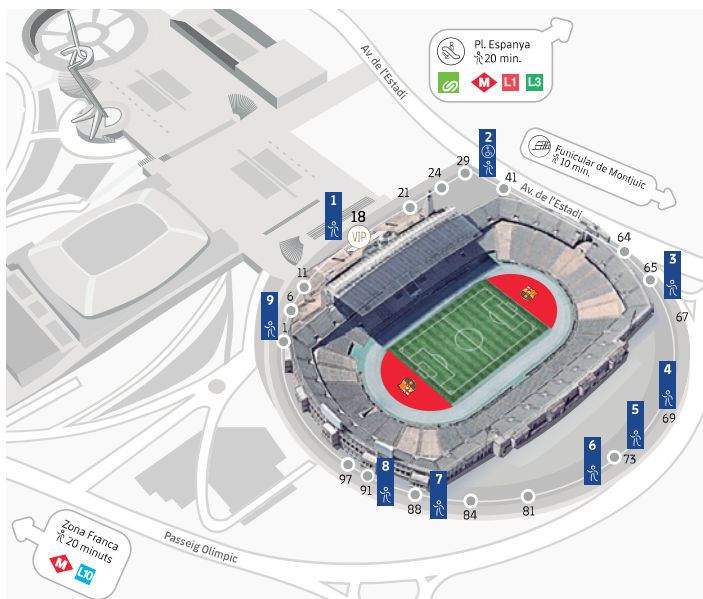 Pl. Espanya
20 min.
M L1 L3
Av. de l'Estadi
Funicular de Montjuïc
10 min.
Av. de l'Estadi
2
29
24
41
21
1
18
VIP
64
3
65
67
11
6
9
1
4
69
5
6
73
97
8
91
7
88
84
81
Zona Franca
20 minuts
M L10
Passeig Olímpic